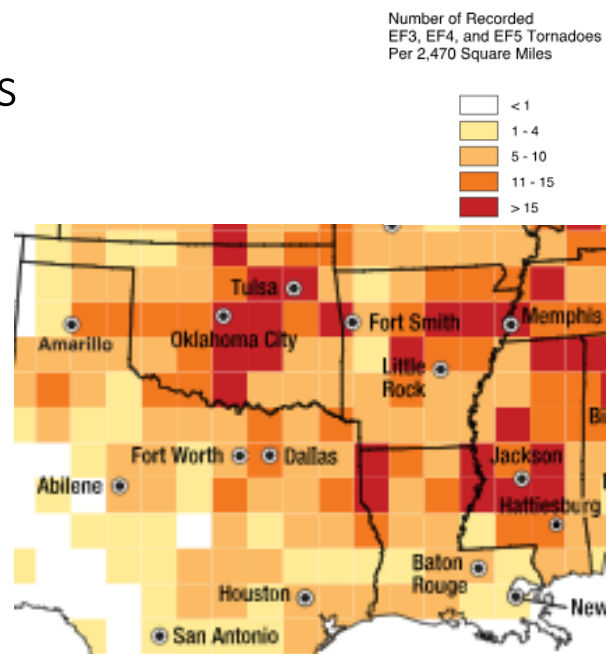 Number of Recorded
EF3, EF4, and EF5 Tornadoes
Per 2,470 Square Miles
S
< 1
1 - 4
5 - 10
11 - 15
> 15
Tulsa
Amarillo
Oklahoma City
Fort Smith
Memphis
Little
Rock
Fort Worth
Dallas
Jackson
Abilene
Hattiesburg
Baton
Rouge
Houston
New
San Antonio